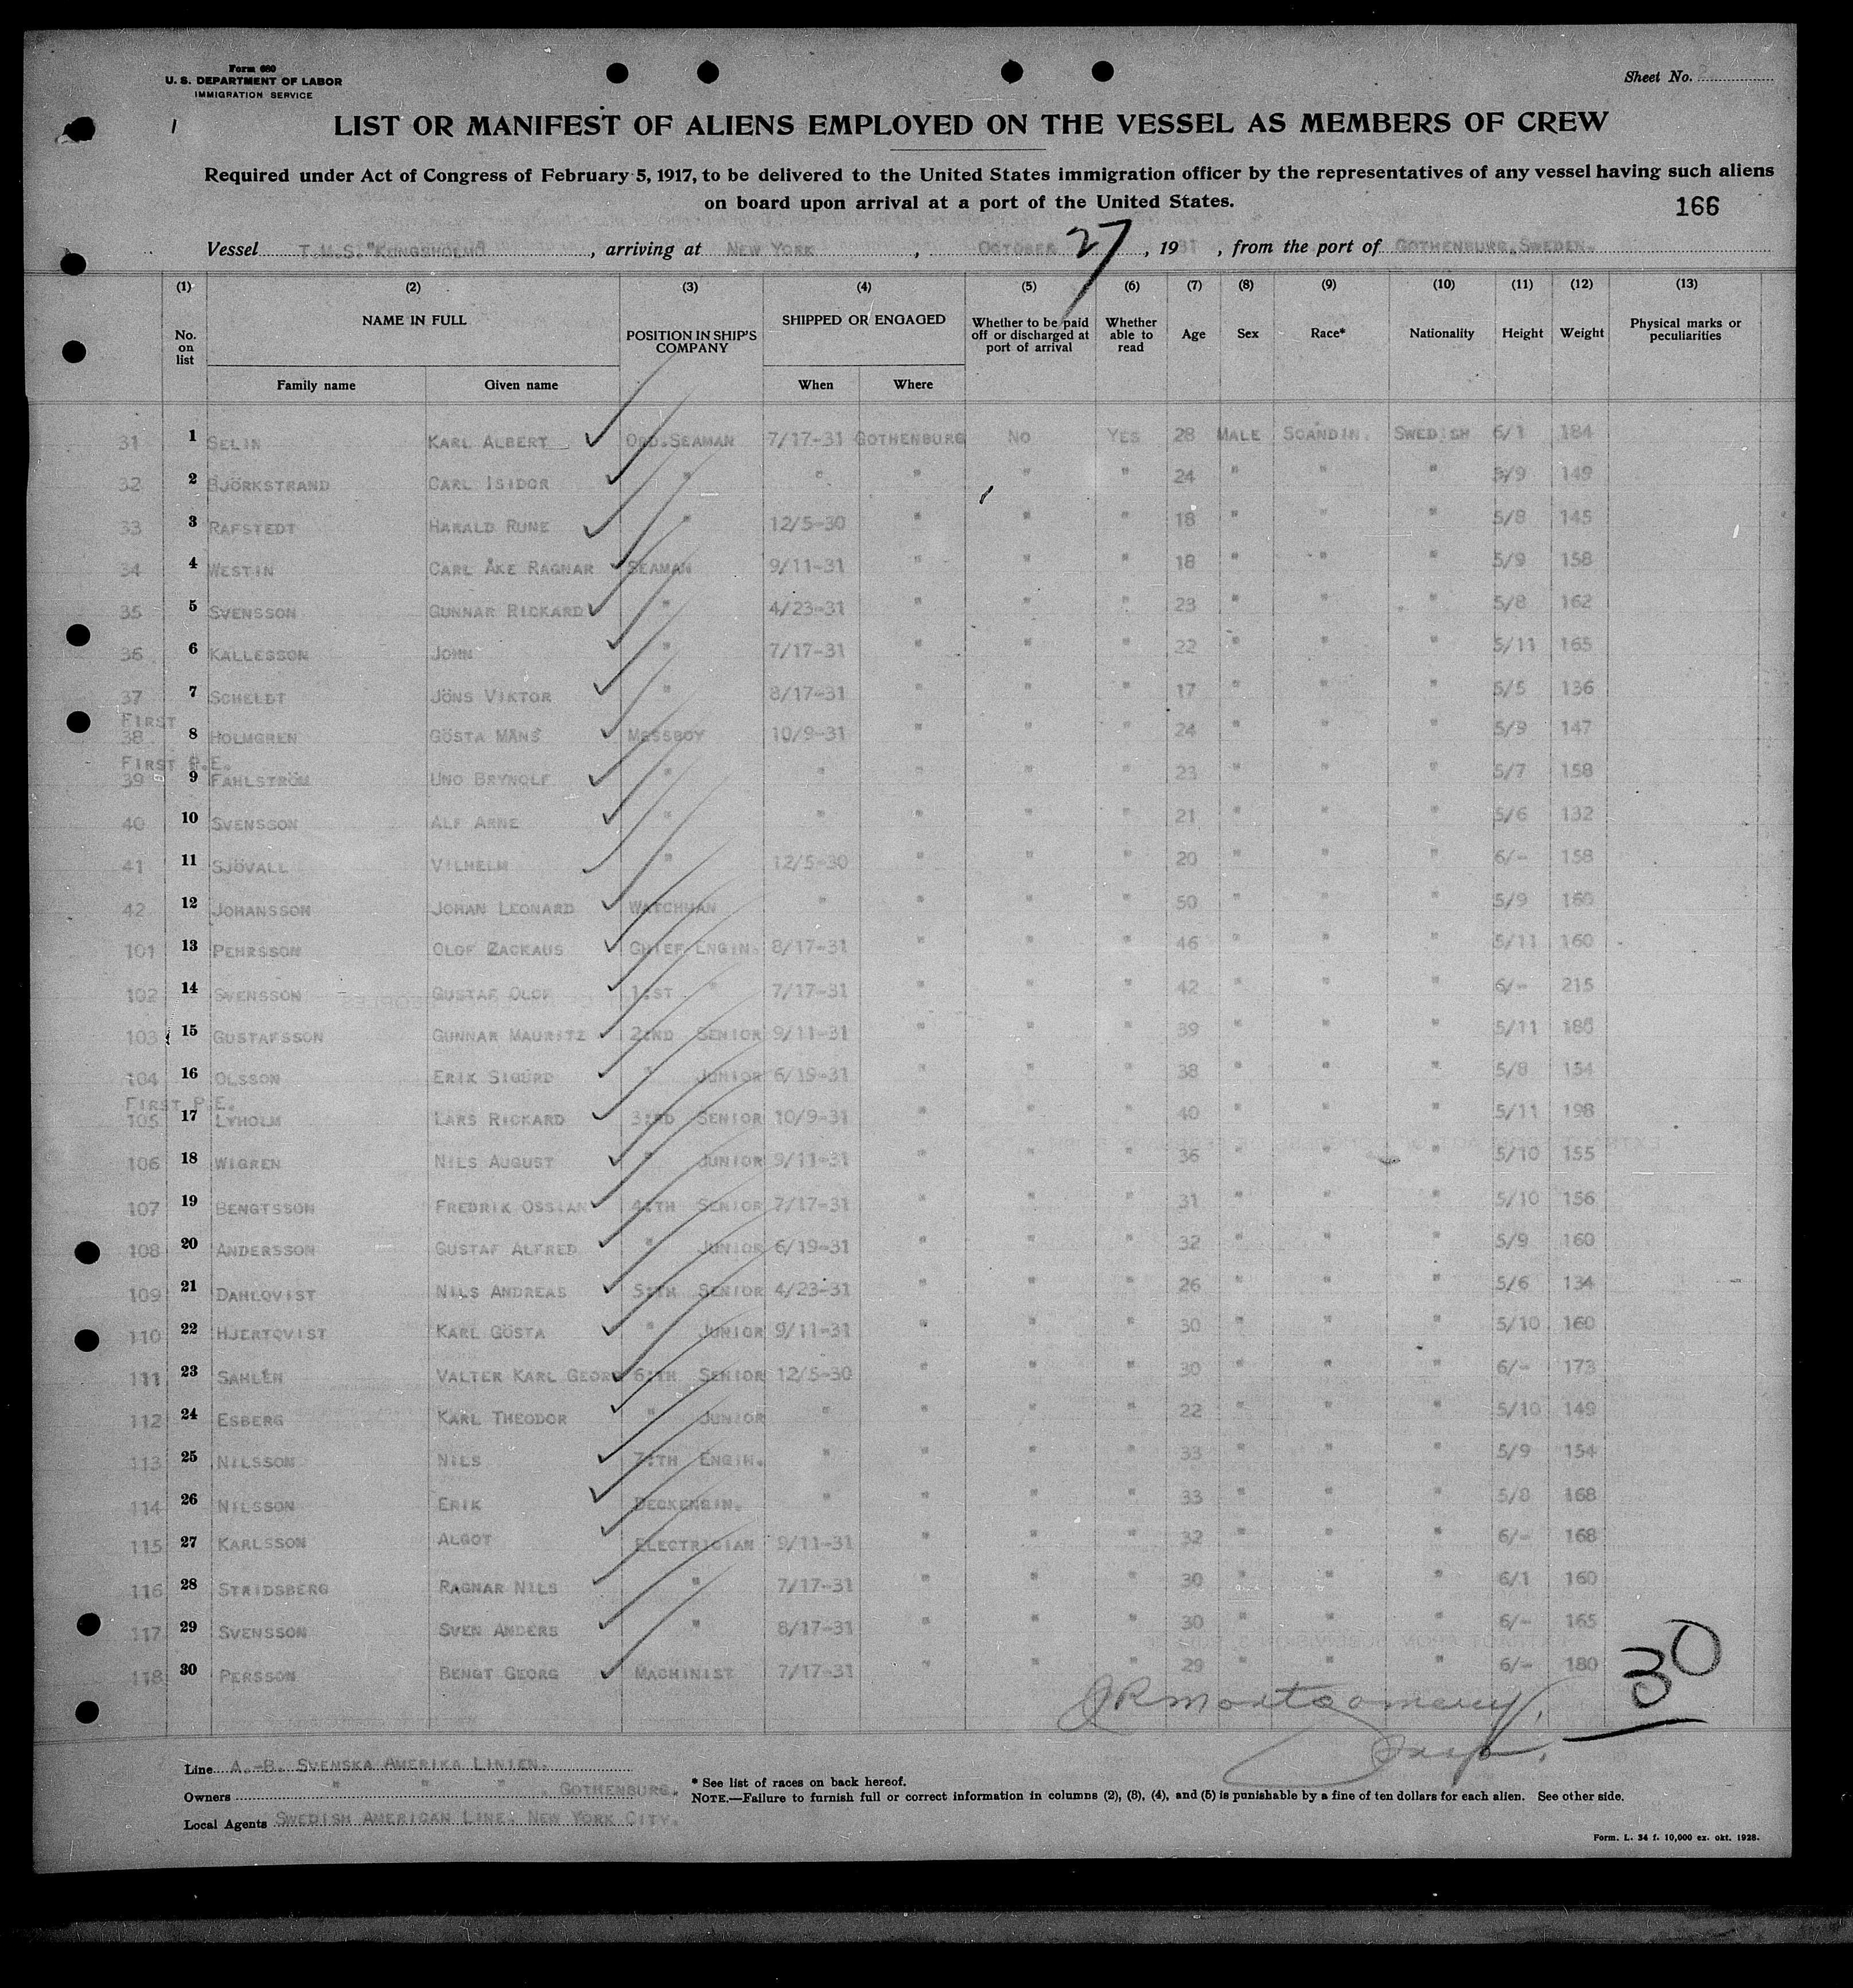 Form 680
U. S. DEPARTMENT OF LABOR
IMMIGRATION SERVICE
Sheet No.
LIST OR MANIFEST OF ALIENS EMPLOYED ON THE VESSEL AS MEMBERS OF CREW
Required under Act of Congress of February 5, 1917, to be delivered to the United States immigration officer by the representatives of any vessel having such aliens
on board upon arrival at a port of the United States.
166
Vessel T.M.S. "KUNGSHOLM", arriving at NEW YORK, OCTOBER 27, 1931, from the port of GOTHENBURG, SWEDEN.
(1) (2) (3) (4) (5) (6) (7) (8) (9) (10) (11) (12) (13)
No. on list NAME IN FULL POSITION IN SHIP'S COMPANY SHIPPED OR ENGAGED Whether to be paid off or discharged at port of arrival Whether able to read Age Sex Race* Nationality Height Weight Physical marks or peculiarities
Family name Given name When Where
31 1 SELIN KARL ALBERT ORD.SEAMAN 7/17-31 GOTHENBURG NO YES 28 MALE SCANDIN. SWEDISH 6/1 184
32 2 BJÖRKSTRAND CARL ISIDOR " " " " " 24 " " " 5/9 149
33 3 RAFSTEDT HARALD RUNE " 12/5-30 " " " 18 " " " 5/8 145
34 4 WESTIN CARL ÅKE RAGNAR SEAMAN 9/11-31 " " " 18 " " " 5/9 158
35 5 SVENSSON GUNNAR RICKARD " 4/23-31 " " " 23 " " " 5/8 162
36 6 KALLESSON JOHN " 7/17-31 " " " 22 " " " 5/11 165
37 7 SCHELDT JÖNS VIKTOR " 8/17-31 " " " 17 " " " 5/5 136
FIRST
38 8 HOLMGREN GÖSTA MÅNS MESSBOY 10/9-31 " " " 24 " " " 5/9 147
FIRST P.E.
39 9 FAHLSTRÖM UNO BRYNOLF " " " " " 23 " " " 5/7 158
40 10 SVENSSON ALF ARNE " " " " " 21 " " " 5/6 132
41 11 SJÖVALL VILHELM " 12/5-30 " " " 20 " " " 6/- 158
42 12 JOHANSSON JOHAN LEONARD WATCHMAN " " " " 50 " " " 5/9 160
101 13 PEHRSSON OLOF ZACKAUS CHIEF ENGIN. 8/17-31 " " " 46 " " " 5/11 160
102 14 SVENSSON GUSTAF OLOF 1:ST " 7/17-31 " " " 42 " " " 6/- 215
103 15 GUSTAFSSON GUNNAR MAURITZ 2:ND SENIOR 9/11-31 " " " 39 " " " 5/11 186
104 16 OLSSON ERIK SIGURD " JUNIOR 6/19-31 " " " 38 " " " 5/8 154
FIRST P.E.
105 17 LYHOLM LARS RICKARD 3:RD SENIOR 10/9-31 " " " 40 " " " 5/11 198
106 18 WIGREN NILS AUGUST " JUNIOR 9/11-31 " " " 36 " " " 5/10 155
107 19 BENGTSSON FREDRIK OSSIAN 4:TH SENIOR 7/17-31 " " " 31 " " " 5/10 156
108 20 ANDERSSON GUSTAF ALFRED " JUNIOR 6/19-31 " " " 32 " " " 5/9 160
109 21 DAHLQVIST NILS ANDREAS 5:TH SENIOR 4/23-31 " " " 26 " " " 5/6 134
110 22 HJERTQVIST KARL GÖSTA " JUNIOR 9/11-31 " " " 30 " " " 5/10 160
111 23 SAHLÉN VALTER KARL GEORG 6:TH SENIOR 12/5-30 " " " 30 " " " 6/- 173
112 24 ESBERG KARL THEODOR " JUNIOR " " " " 22 " " " 5/10 149
113 25 NILSSON NILS 7:TH ENGIN. " " " " 33 " " " 5/9 154
114 26 NILSSON ERIK DECKENGIN. " " " " 33 " " " 5/8 168
115 27 KARLSSON ALGOT ELECTRICIAN 9/11-31 " " " 32 " " " 6/- 168
116 28 STRIDSBERG RAGNAR NILS " 7/17-31 " " " 30 " " " 6/1 160
117 29 SVENSSON SVEN ANDERS " 8/17-31 " " " 30 " " " 6/- 165
118 30 PERSSON BENGT GEORG MACHINIST 7/17-31 " " " 29 " " " 6/- 180
30
JR Montgomery,
Insp.
Line A.-B. SVENSKA AMERIKA LINIEN.
Owners " " " . GOTHENBURG.
Local Agents SWEDISH AMERICAN LINE. NEW YORK CITY.
* See list of races on back hereof.
NOTE.—Failure to furnish full or correct information in columns (2), (3), (4), and (5) is punishable by a fine of ten dollars for each alien. See other side.
Form. L. 34 f. 10,000 ex. okt. 1928.